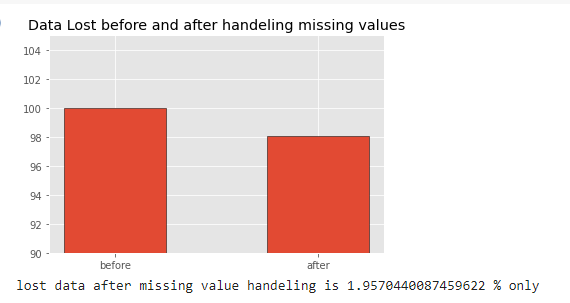 Data Lost before and after handeling missing values
104
102
100
98
96
94
92
90
before after
lost data after missing value handeling is 1.9570440087459622 % only